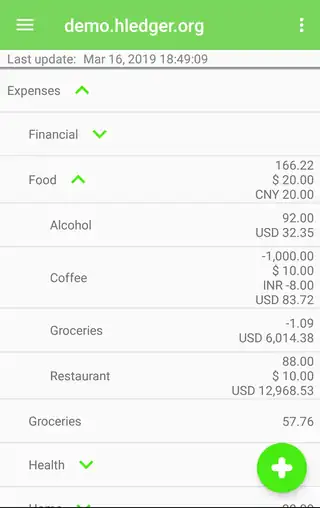 demo.hledger.org
Last update: Mar 16, 2019 18:49:09
Expenses
Financial
Food
166.22
$ 20.00
CNY 20.00
Alcohol
92.00
USD 32.35
Coffee
-1,000.00
$ 10.00
INR -8.00
USD 83.72
Groceries
-1.09
USD 6,014.38
Restaurant
88.00
$ 10.00
USD 12,968.53
Groceries 57.76
Health